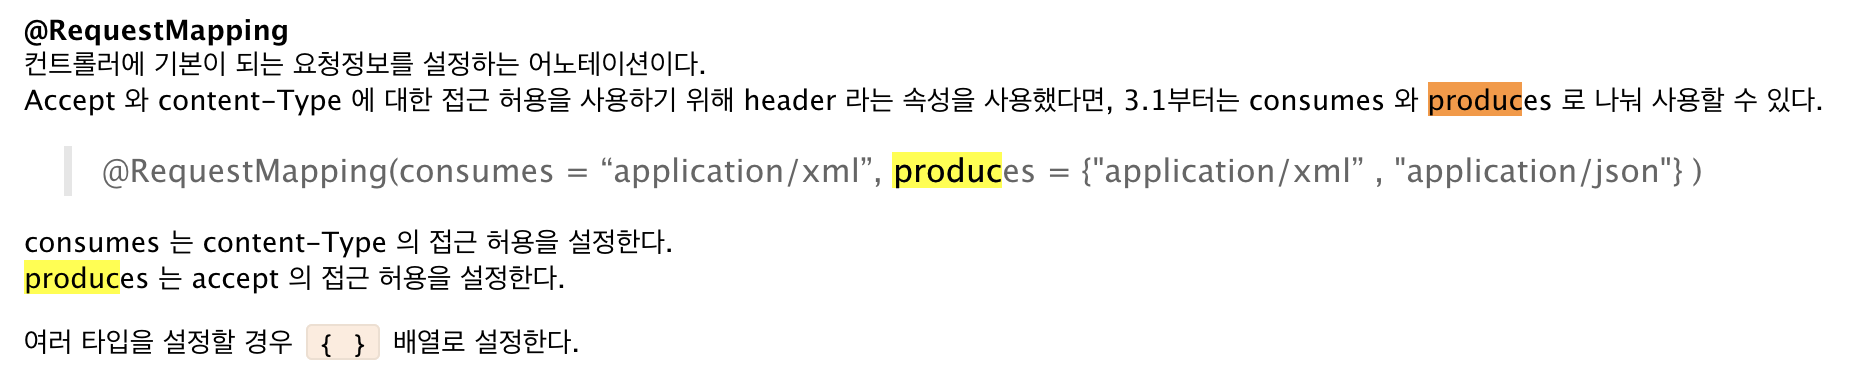 @RequestMapping
컨트롤러에 기본이 되는 요청정보를 설정하는 어노테이션이다.
Accept 와 content-Type 에 대한 접근 허용을 사용하기 위해 header 라는 속성을 사용했다면, 3.1부터는 consumes 와 produces 로 나눠 사용할 수 있다.
@RequestMapping(consumes = “application/xml”, produces = {"application/xml” , "application/json"} )
consumes 는 content-Type 의 접근 허용을 설정한다.
produces 는 accept 의 접근 허용을 설정한다.
여러 타입을 설정할 경우 { } 배열로 설정한다.